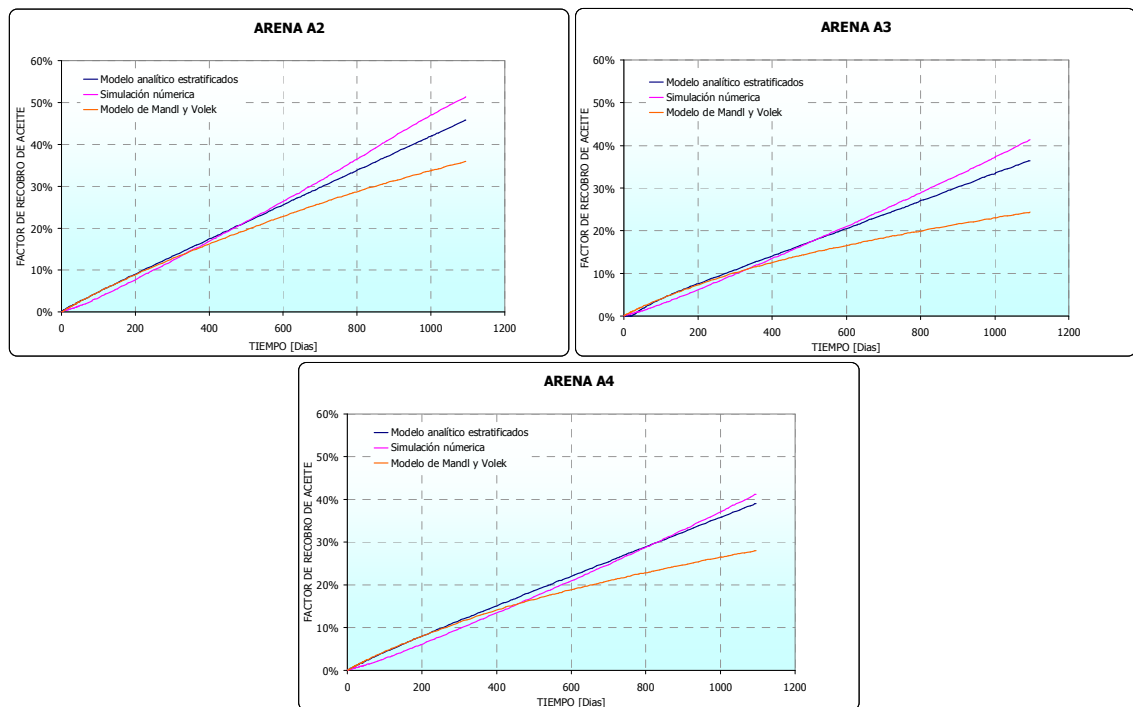 ARENA A2
60%
50%
40%
30%
20%
10%
0%
FACTOR DE RECOBRO DE ACEITE
Modelo analítico estratificados
Simulación númerica
Modelo de Mandl y Volek
0 200 400 600 800 1000 1200
TIEMPO [Dias]
ARENA A3
60%
50%
40%
30%
20%
10%
0%
FACTOR DE RECOBRO DE ACEITE
Modelo analítico estratificados
Simulación númerica
Modelo de Mandl y Volek
0 200 400 600 800 1000 1200
TIEMPO [Dias]
ARENA A4
60%
50%
40%
30%
20%
10%
0%
FACTOR DE RECOBRO DE ACEITE
Modelo analítico estratificados
Simulación númerica
Modelo de Mandl y Volek
0 200 400 600 800 1000 1200
TIEMPO [Dias]